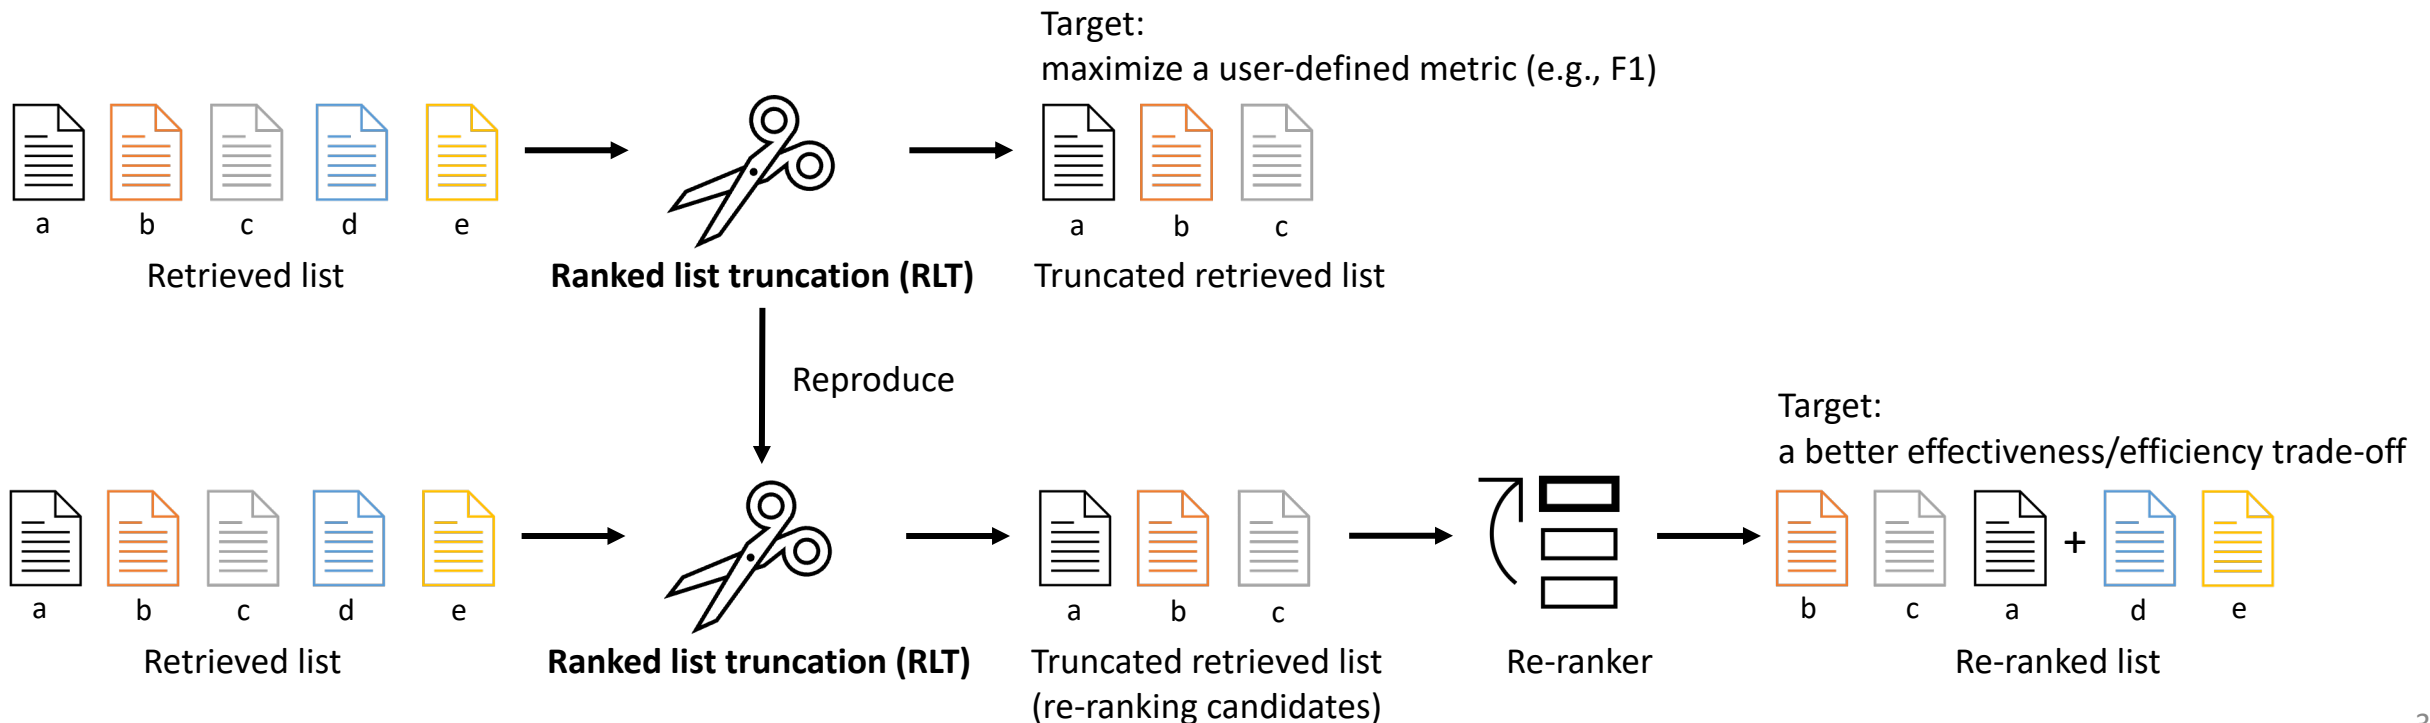 Target:
maximize a user-defined metric (e.g., F1)
a b c d e
a b c
Retrieved list
Ranked list truncation (RLT)
Truncated retrieved list
Reproduce
Target:
a better effectiveness/efficiency trade-off
a b c d e
a b c
+
b c a d e
Retrieved list
Ranked list truncation (RLT)
Truncated retrieved list
(re-ranking candidates)
Re-ranker
Re-ranked list